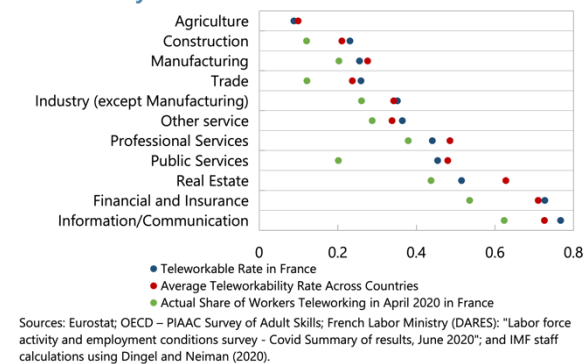 Agriculture
Construction
Manufacturing
Trade
Industry (except Manufacturing)
Other service
Professional Services
Public Services
Real Estate
Financial and Insurance
Information/Communication
0 0.2 0.4 0.6 0.8
Teleworkable Rate in France
Average Teleworkability Rate Across Countries
Actual Share of Workers Teleworking in April 2020 in France
Sources: Eurostat; OECD – PIAAC Survey of Adult Skills; French Labor Ministry (DARES): "Labor force
activity and employment conditions survey - Covid Summary of results, June 2020"; and IMF staff
calculations using Dingel and Neiman (2020).